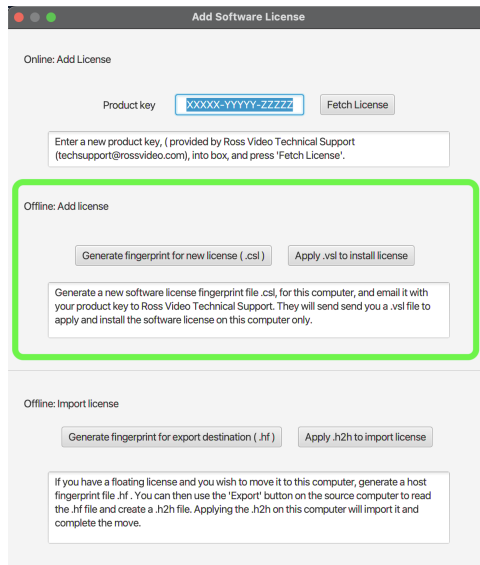 Add Software License
Online: Add License
Product key XXXXX-YYYYY-ZZZZZ Fetch License
Enter a new product key, ( provided by Ross Video Technical Support
(techsupport@rossvideo.com), into box, and press 'Fetch License'.
Offline: Add license
Generate fingerprint for new license ( .csl ) Apply .vsl to install license
Generate a new software license fingerprint file .csl, for this computer, and email it with
your product key to Ross Video Technical Support. They will send send you a .vsl file to
apply and install the software license on this computer only.
Offline: Import license
Generate fingerprint for export destination ( .hf ) Apply .h2h to import license
If you have a floating license and you wish to move it to this computer, generate a host
fingerprint file .hf . You can then use the 'Export' button on the source computer to read
the .hf file and create a .h2h file. Applying the .h2h on this computer will import it and
complete the move.